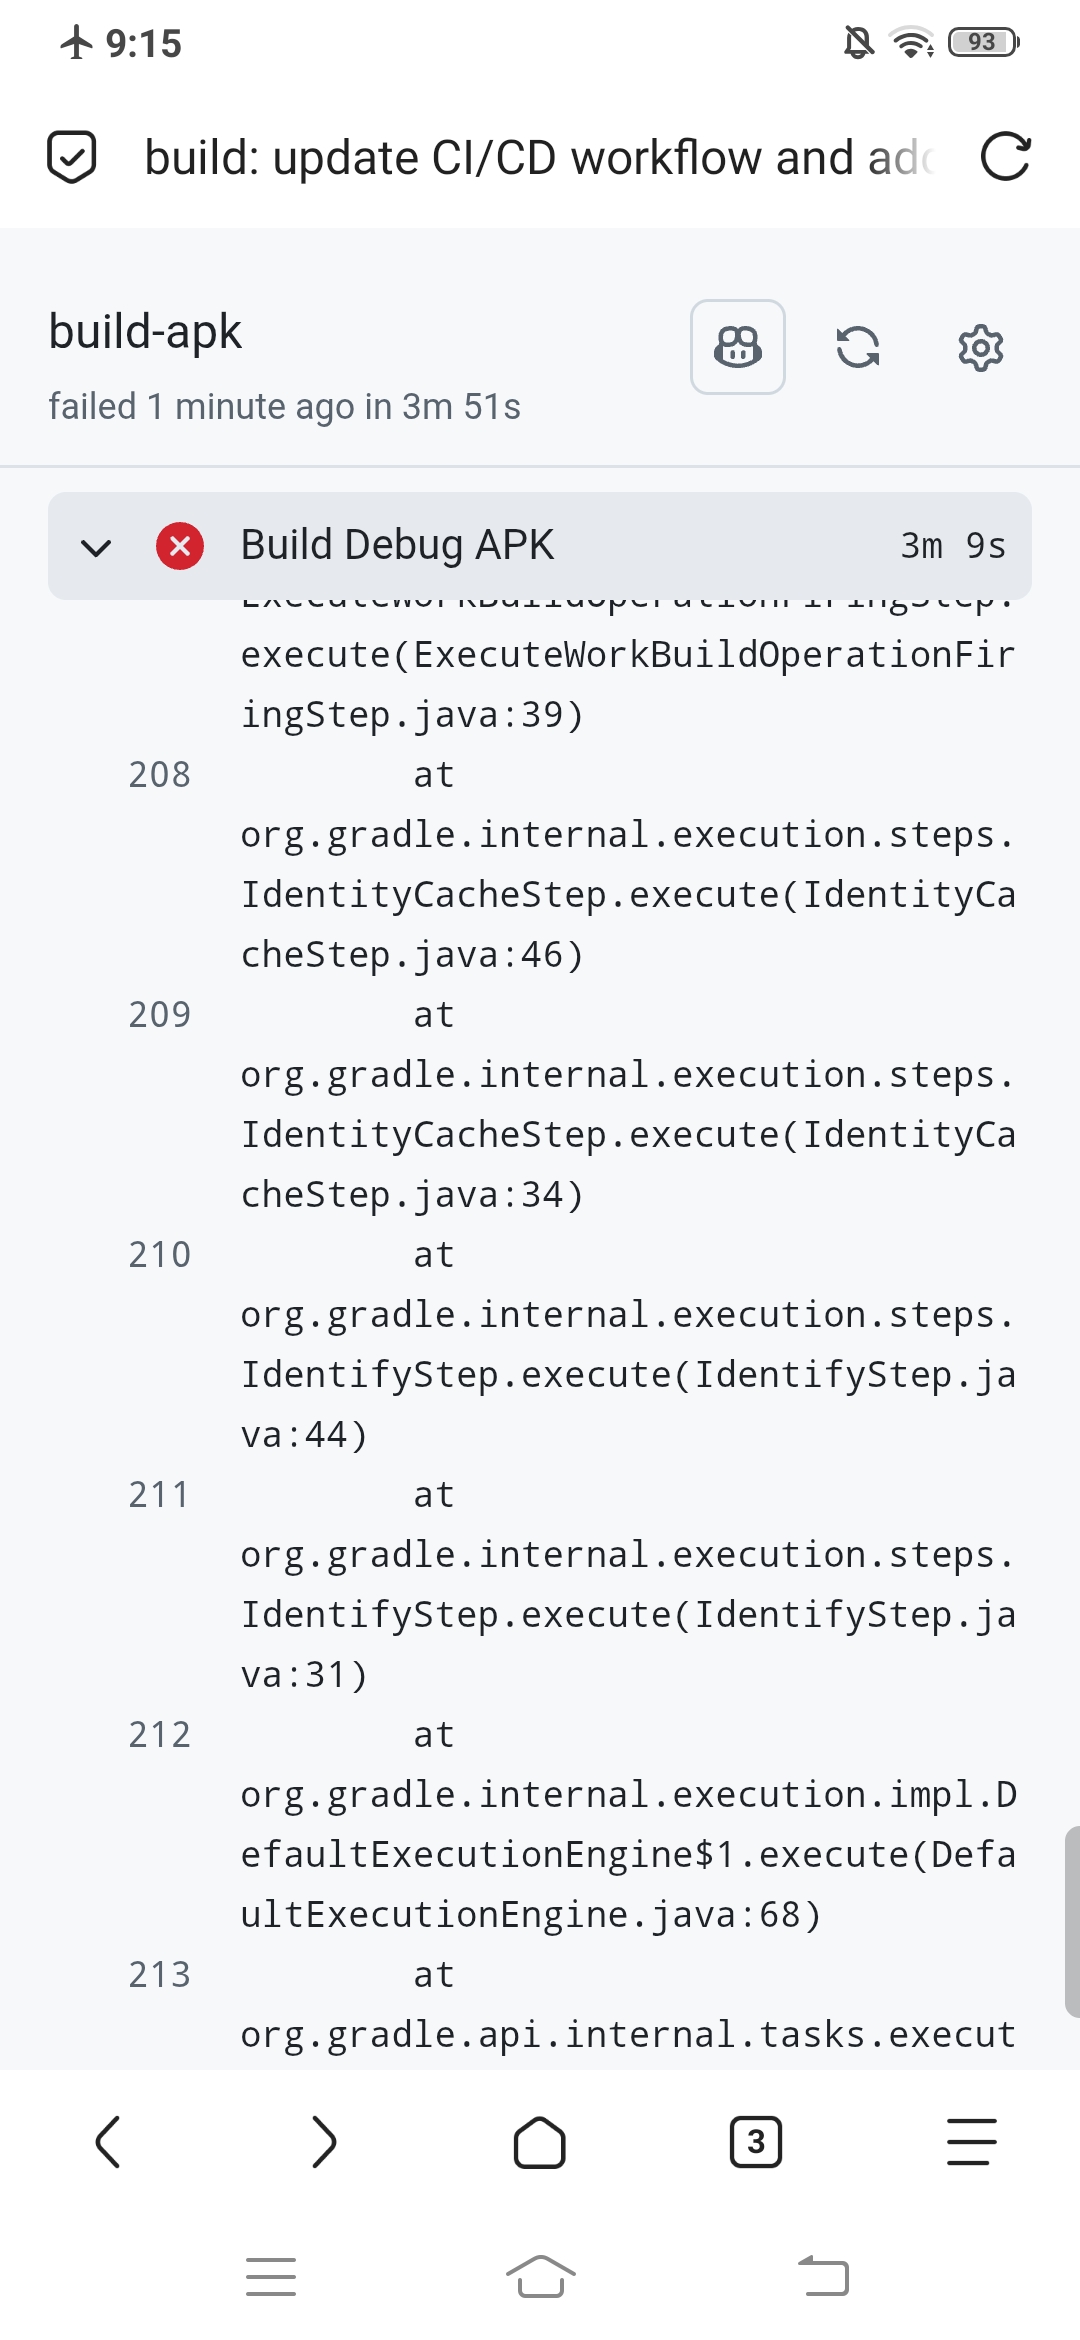 9:15
93
build: update CI/CD workflow and add
build-apk
failed 1 minute ago in 3m 51s
Build Debug APK 3m 9s
ExecuteWorkBuildOperationFiringStep.
execute(ExecuteWorkBuildOperationFir
ingStep.java:39)
208 at
org.gradle.internal.execution.steps.
IdentityCacheStep.execute(IdentityCa
cheStep.java:46)
209 at
org.gradle.internal.execution.steps.
IdentityCacheStep.execute(IdentityCa
cheStep.java:34)
210 at
org.gradle.internal.execution.steps.
IdentifyStep.execute(IdentifyStep.ja
va:44)
211 at
org.gradle.internal.execution.steps.
IdentifyStep.execute(IdentifyStep.ja
va:31)
212 at
org.gradle.internal.execution.impl.D
efaultExecutionEngine$1.execute(Defa
ultExecutionEngine.java:68)
213 at
org.gradle.api.internal.tasks.execut
3